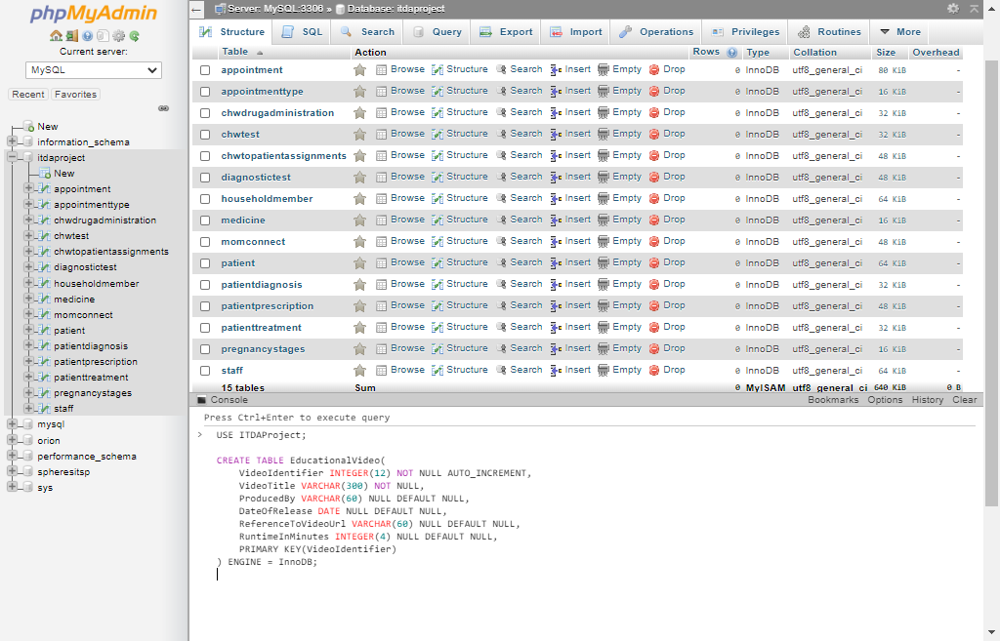 phpMyAdmin
Current server:
MySQL
Recent Favorites
New
information_schema
itdaproject
New
appointment
appointmenttype
chwdrugadministration
chwtest
chwtopatientassignments
diagnostictest
householdmember
medicine
momconnect
patient
patientdiagnosis
patientprescription
patienttreatment
pregnancystages
staff
mysql
orion
performance_schema
spheresitsp
sys
Server: MySQL:3306 » Database: itdaproject
Structure SQL Search Query Export Import Operations Privileges Routines More
Table Action Rows Type Collation Size Overhead
appointment Browse Structure Search Insert Empty Drop 0 InnoDB utf8_general_ci 80 KiB -
appointmenttype Browse Structure Search Insert Empty Drop 0 InnoDB utf8_general_ci 16 KiB -
chwdrugadministration Browse Structure Search Insert Empty Drop 0 InnoDB utf8_general_ci 32 KiB -
chwtest Browse Structure Search Insert Empty Drop 0 InnoDB utf8_general_ci 32 KiB -
chwtopatientassignments Browse Structure Search Insert Empty Drop 0 InnoDB utf8_general_ci 48 KiB -
diagnostictest Browse Structure Search Insert Empty Drop 0 InnoDB utf8_general_ci 48 KiB -
householdmember Browse Structure Search Insert Empty Drop 0 InnoDB utf8_general_ci 64 KiB -
medicine Browse Structure Search Insert Empty Drop 0 InnoDB utf8_general_ci 16 KiB -
momconnect Browse Structure Search Insert Empty Drop 0 InnoDB utf8_general_ci 48 KiB -
patient Browse Structure Search Insert Empty Drop 0 InnoDB utf8_general_ci 64 KiB -
patientdiagnosis Browse Structure Search Insert Empty Drop 0 InnoDB utf8_general_ci 32 KiB -
patientprescription Browse Structure Search Insert Empty Drop 0 InnoDB utf8_general_ci 48 KiB -
patienttreatment Browse Structure Search Insert Empty Drop 0 InnoDB utf8_general_ci 32 KiB -
pregnancystages Browse Structure Search Insert Empty Drop 0 InnoDB utf8_general_ci 16 KiB -
staff Browse Structure Search Insert Empty Drop 0 InnoDB utf8_general_ci 64 KiB -
15 tables Sum 0 MyISAM utf8_general_ci 640 KiB 0 B
Console Bookmarks Options History Clear
Press Ctrl+Enter to execute query
> USE ITDAProject;
CREATE TABLE EducationalVideo(
VideoIdentifier INTEGER(12) NOT NULL AUTO_INCREMENT,
VideoTitle VARCHAR(300) NOT NULL,
ProducedBy VARCHAR(60) NULL DEFAULT NULL,
DateOfRelease DATE NULL DEFAULT NULL,
ReferenceToVideoUrl VARCHAR(60) NULL DEFAULT NULL,
RuntimeInMinutes INTEGER(4) NULL DEFAULT NULL,
PRIMARY KEY(VideoIdentifier)
) ENGINE = InnoDB;